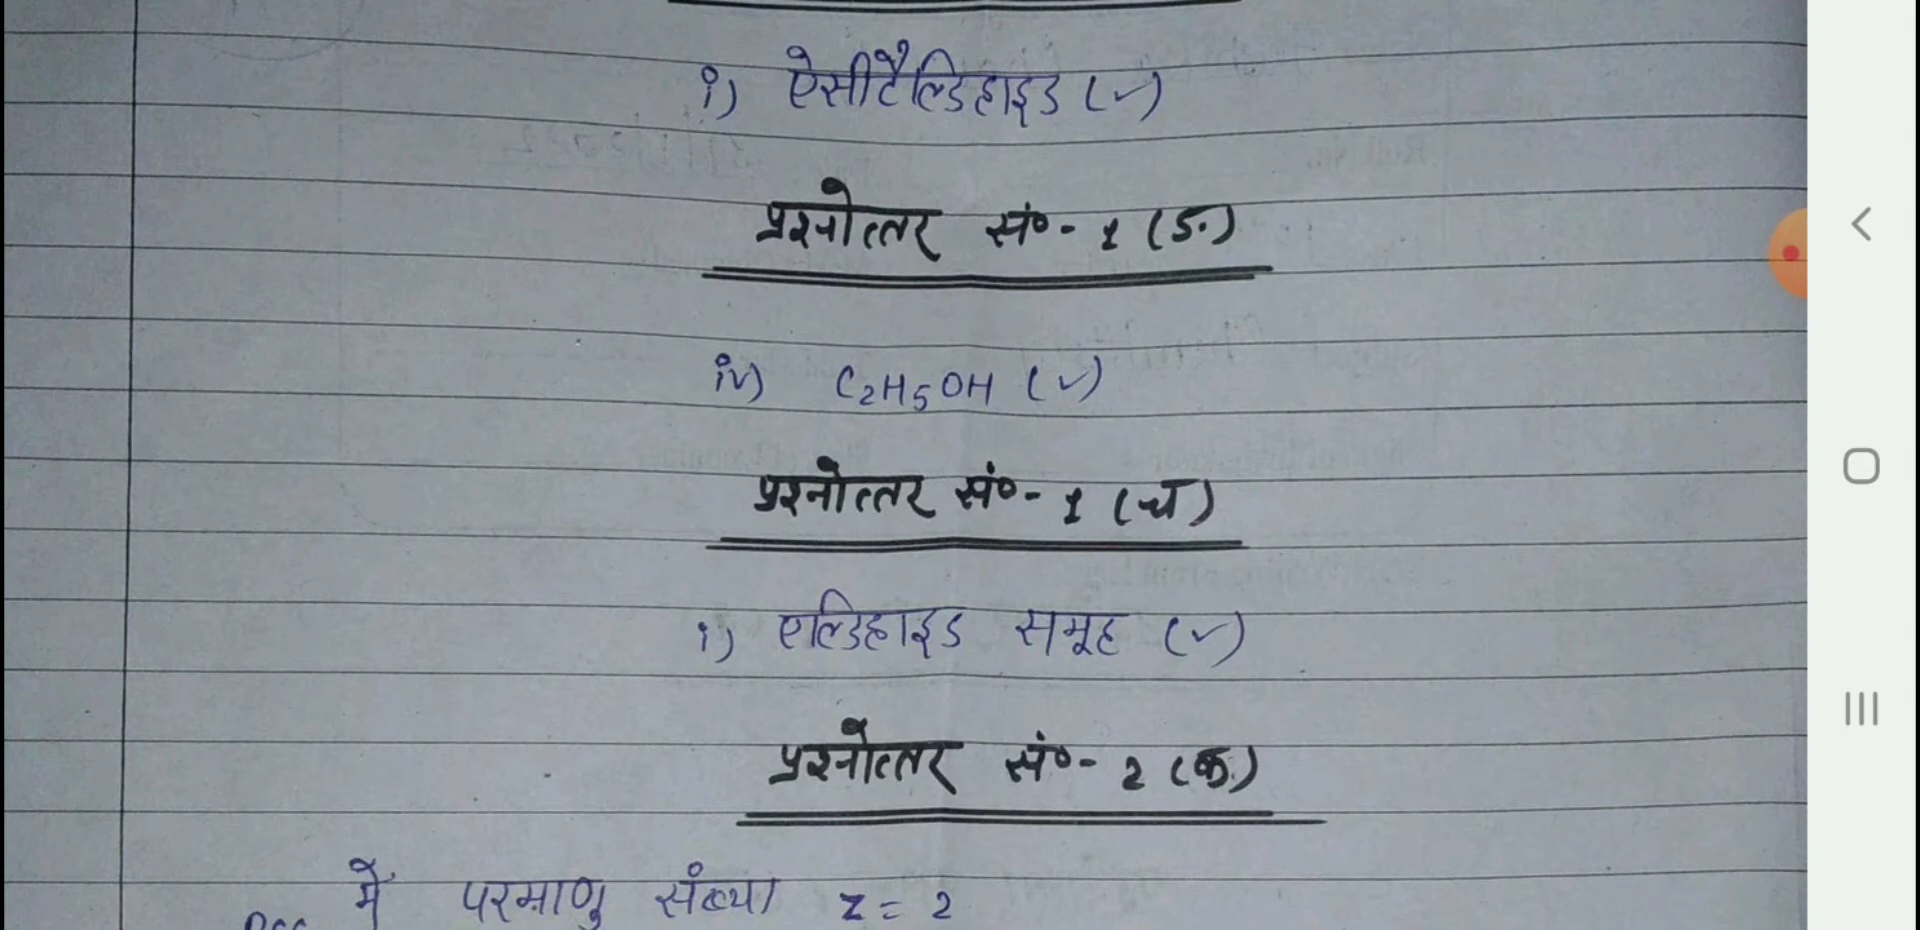 i) ऐसीटैल्डिहाइड (✓)
प्रश्नोत्तर सं०- 1 (ड.)
iv) C₂H₅OH (✓)
प्रश्नोत्तर सं०- 1 (च)
i) एल्डिहाइड समूह (✓)
प्रश्नोत्तर सं०- 2 (क.)
में परमाणु संख्या z = 2